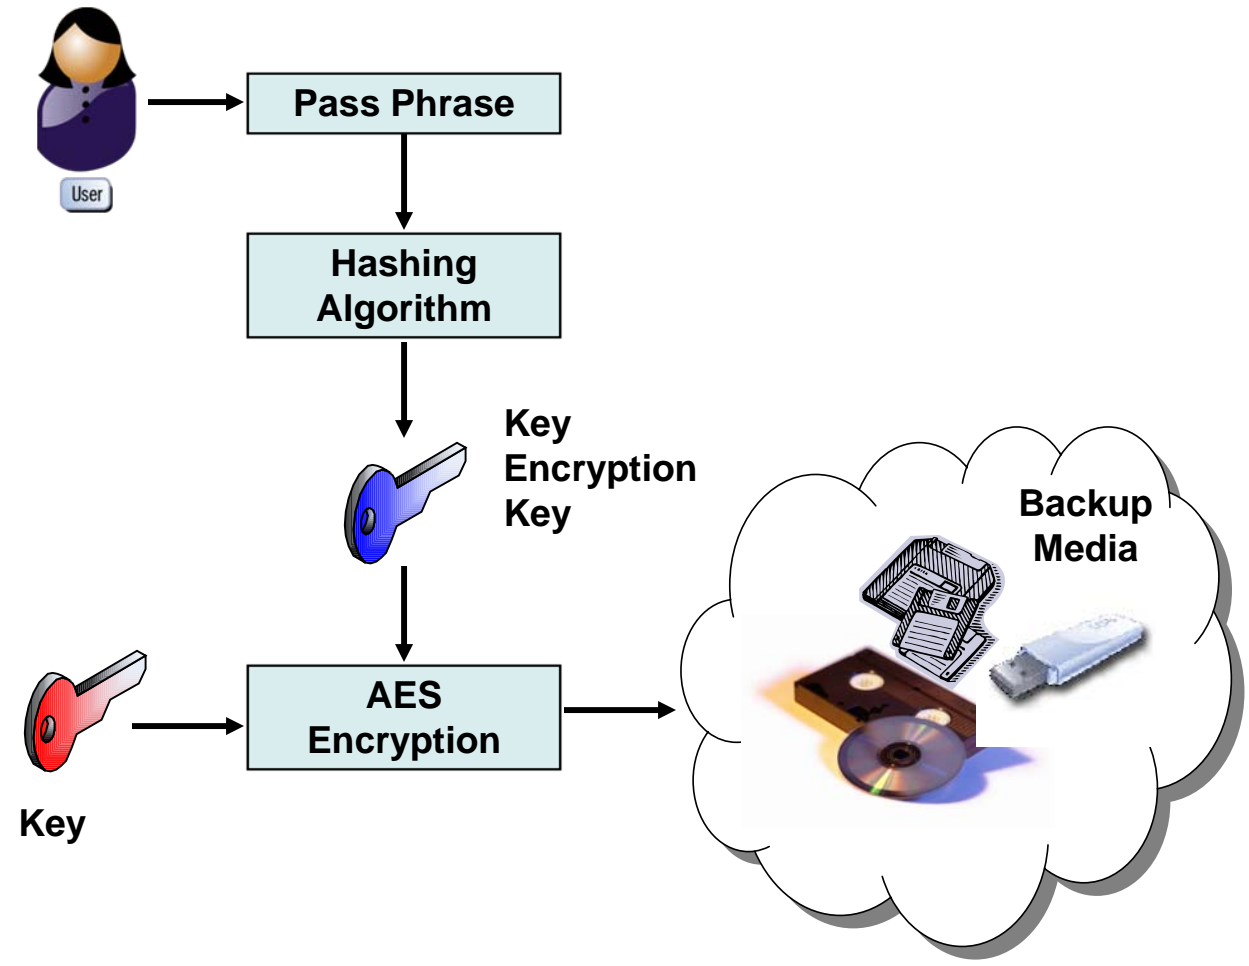 User
Pass Phrase
Hashing
Algorithm
Key
Encryption
Key
Backup
Media
AES
Encryption
Key